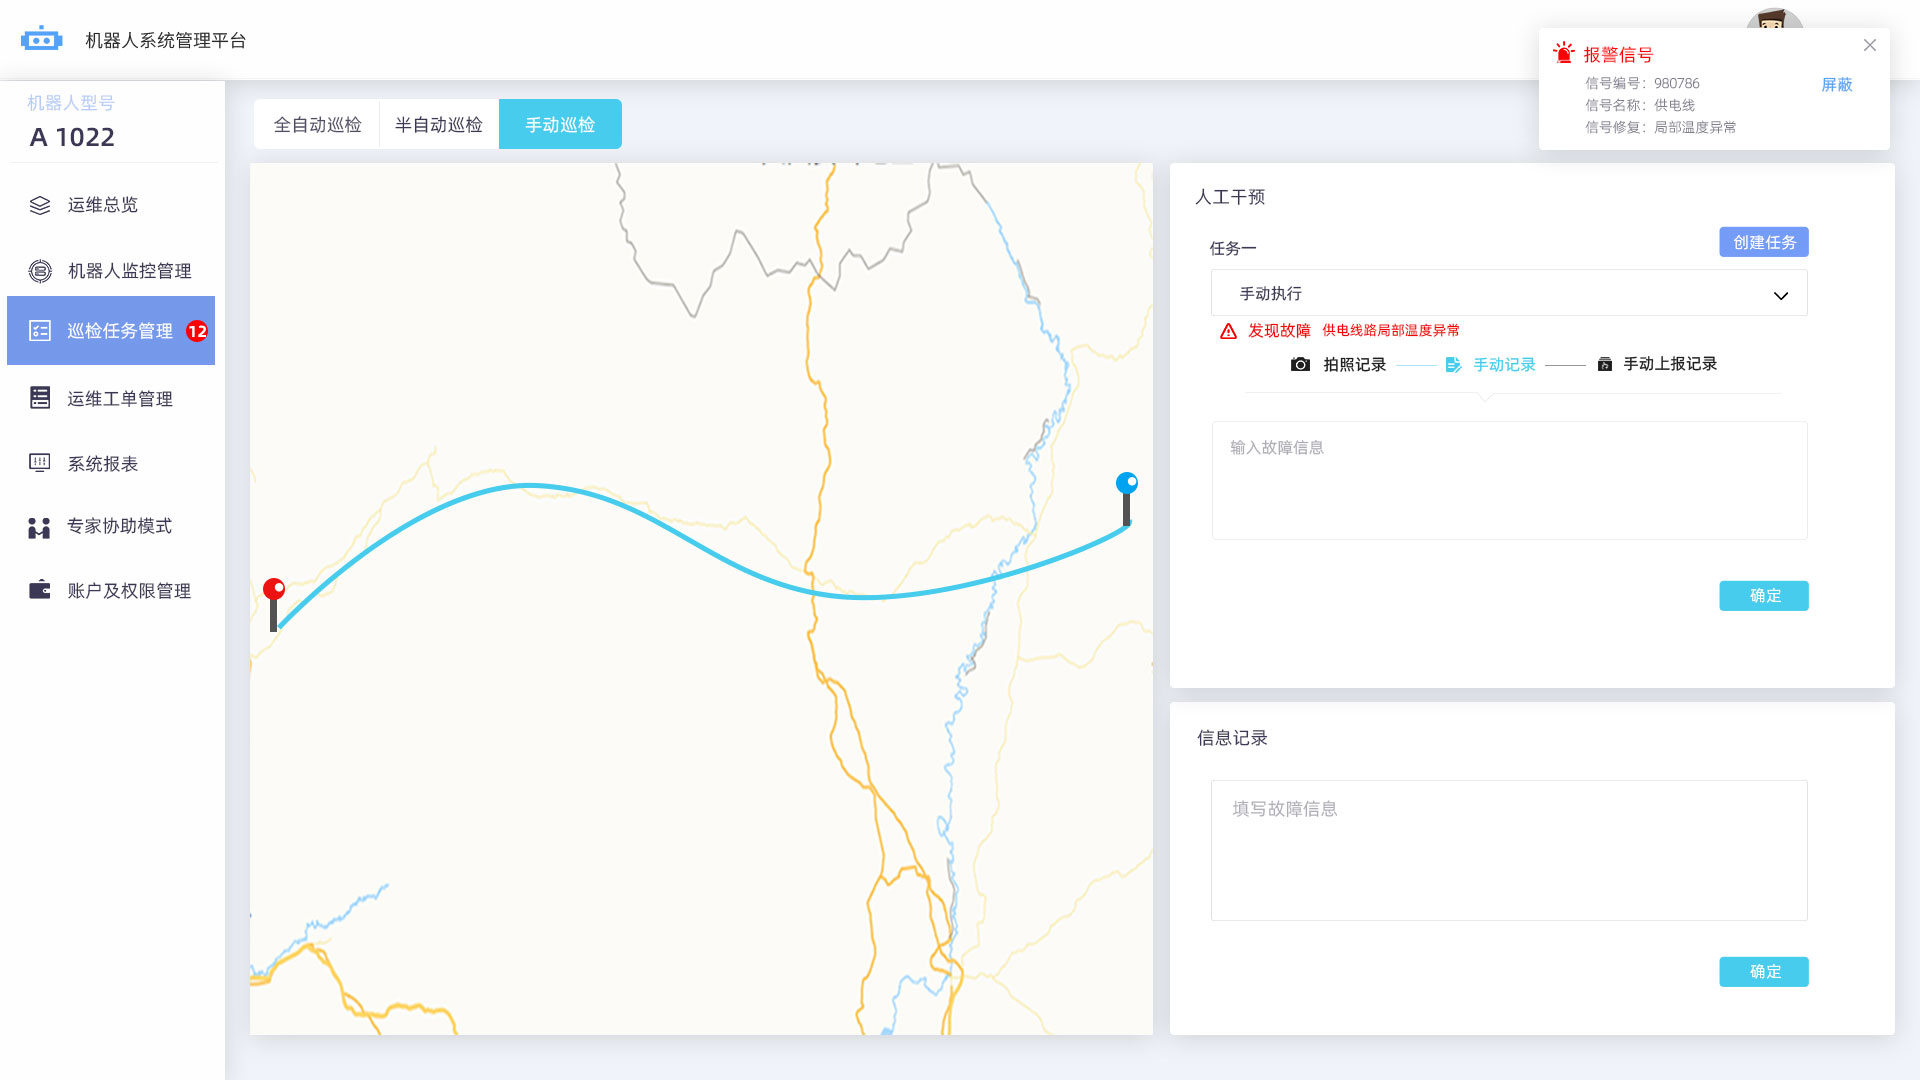 机器人系统管理平台
报警信号
信号编号：980786
屏蔽
信号名称：供电线
信号修复：局部温度异常
机器人型号
A 1022
全自动巡检
半自动巡检
手动巡检
运维总览
机器人监控管理
巡检任务管理 12
运维工单管理
系统报表
专家协助模式
账户及权限管理
人工干预
任务一
创建任务
手动执行
发现故障 供电线路局部温度异常
拍照记录 手动记录 手动上报记录
输入故障信息
确定
信息记录
填写故障信息
确定